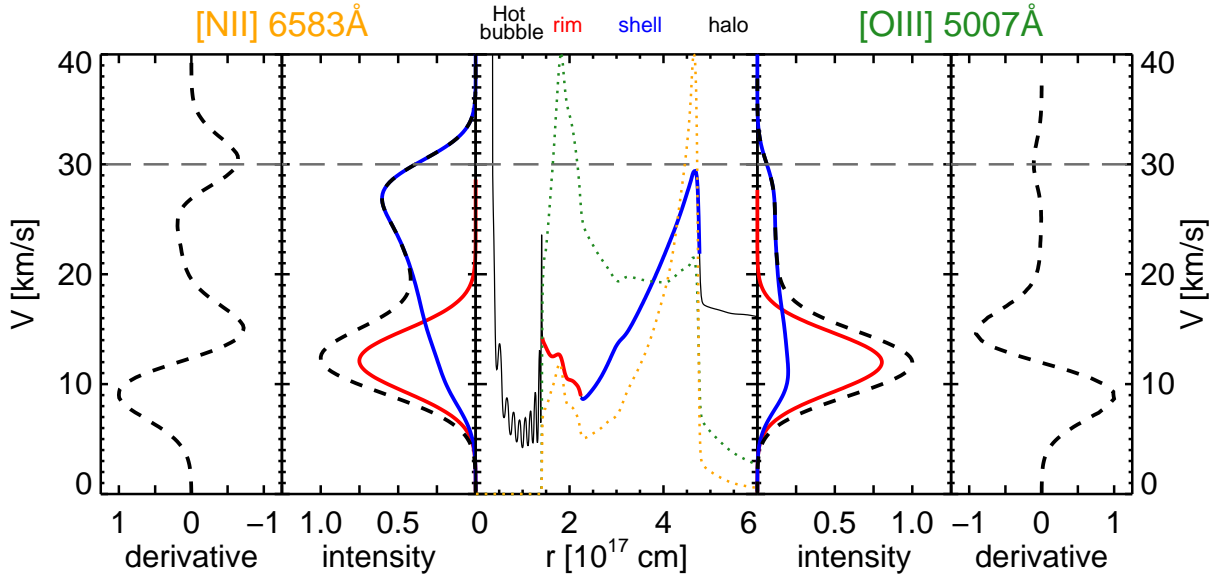 [NII] 6583Å
Hot
bubble
rim
shell
halo
[OIII] 5007Å
40
30
20
10
0
V [km/s]
40
30
20
10
0
V [km/s]
1 0 −1
derivative
1.0 0.5
intensity
0 2 4 6
r [10^17 cm]
0.5 1.0
intensity
−1 0 1
derivative